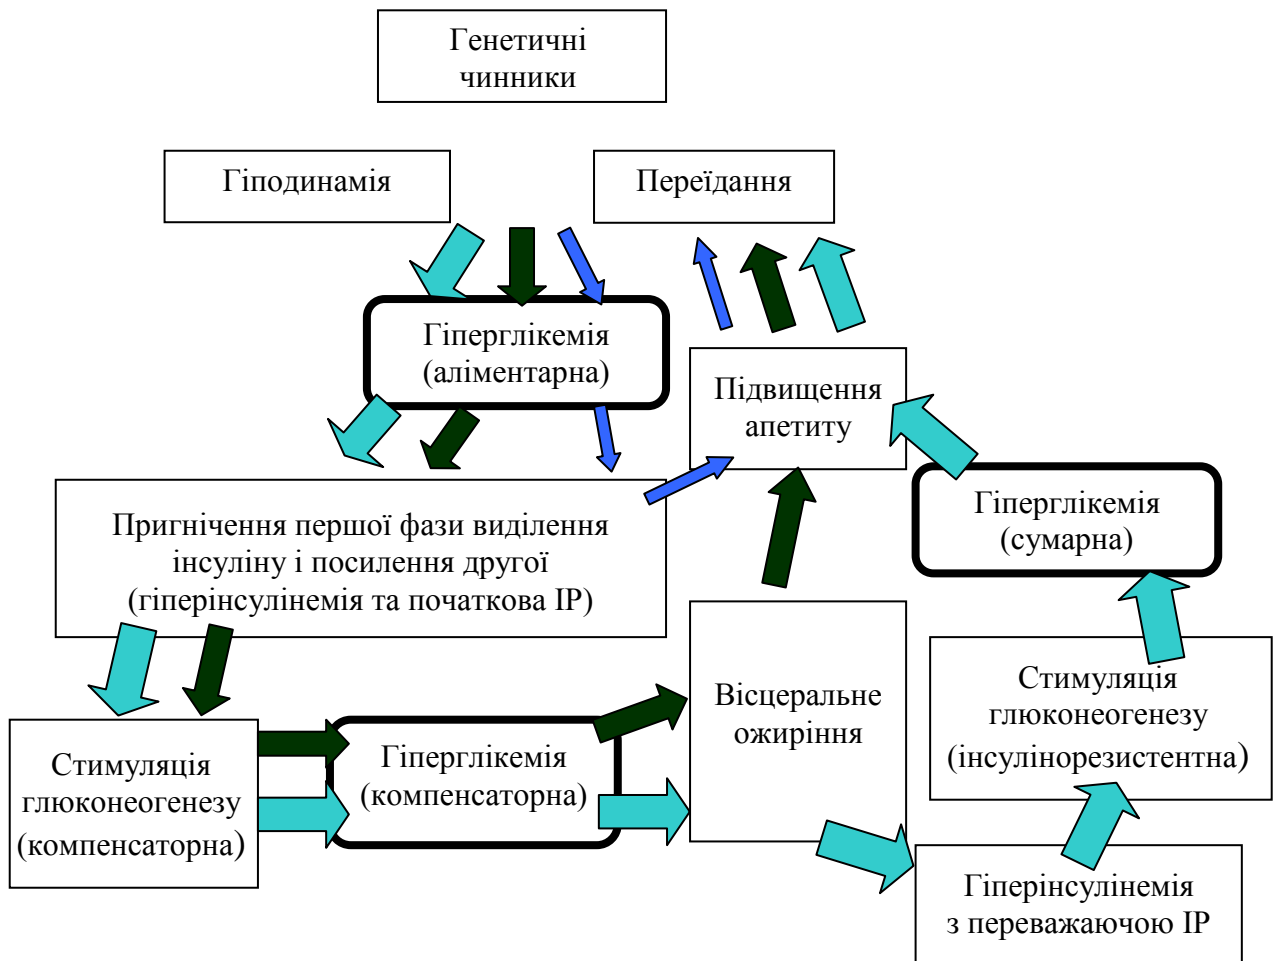 Генетичні
чинники
Гіподинамія
Переїдання
Гіперглікемія
(аліментарна)
Підвищення
апетиту
Гіперглікемія
(сумарна)
Пригнічення першої фази виділення
інсуліну і посилення другої
(гіперінсулінемія та початкова ІР)
Стимуляція
глюконеогенезу
(компенсаторна)
Гіперглікемія
(компенсаторна)
Вісцеральне
ожиріння
Стимуляція
глюконеогенезу
(інсулінорезистентна)
Гіперінсулінемія
з переважаючою ІР